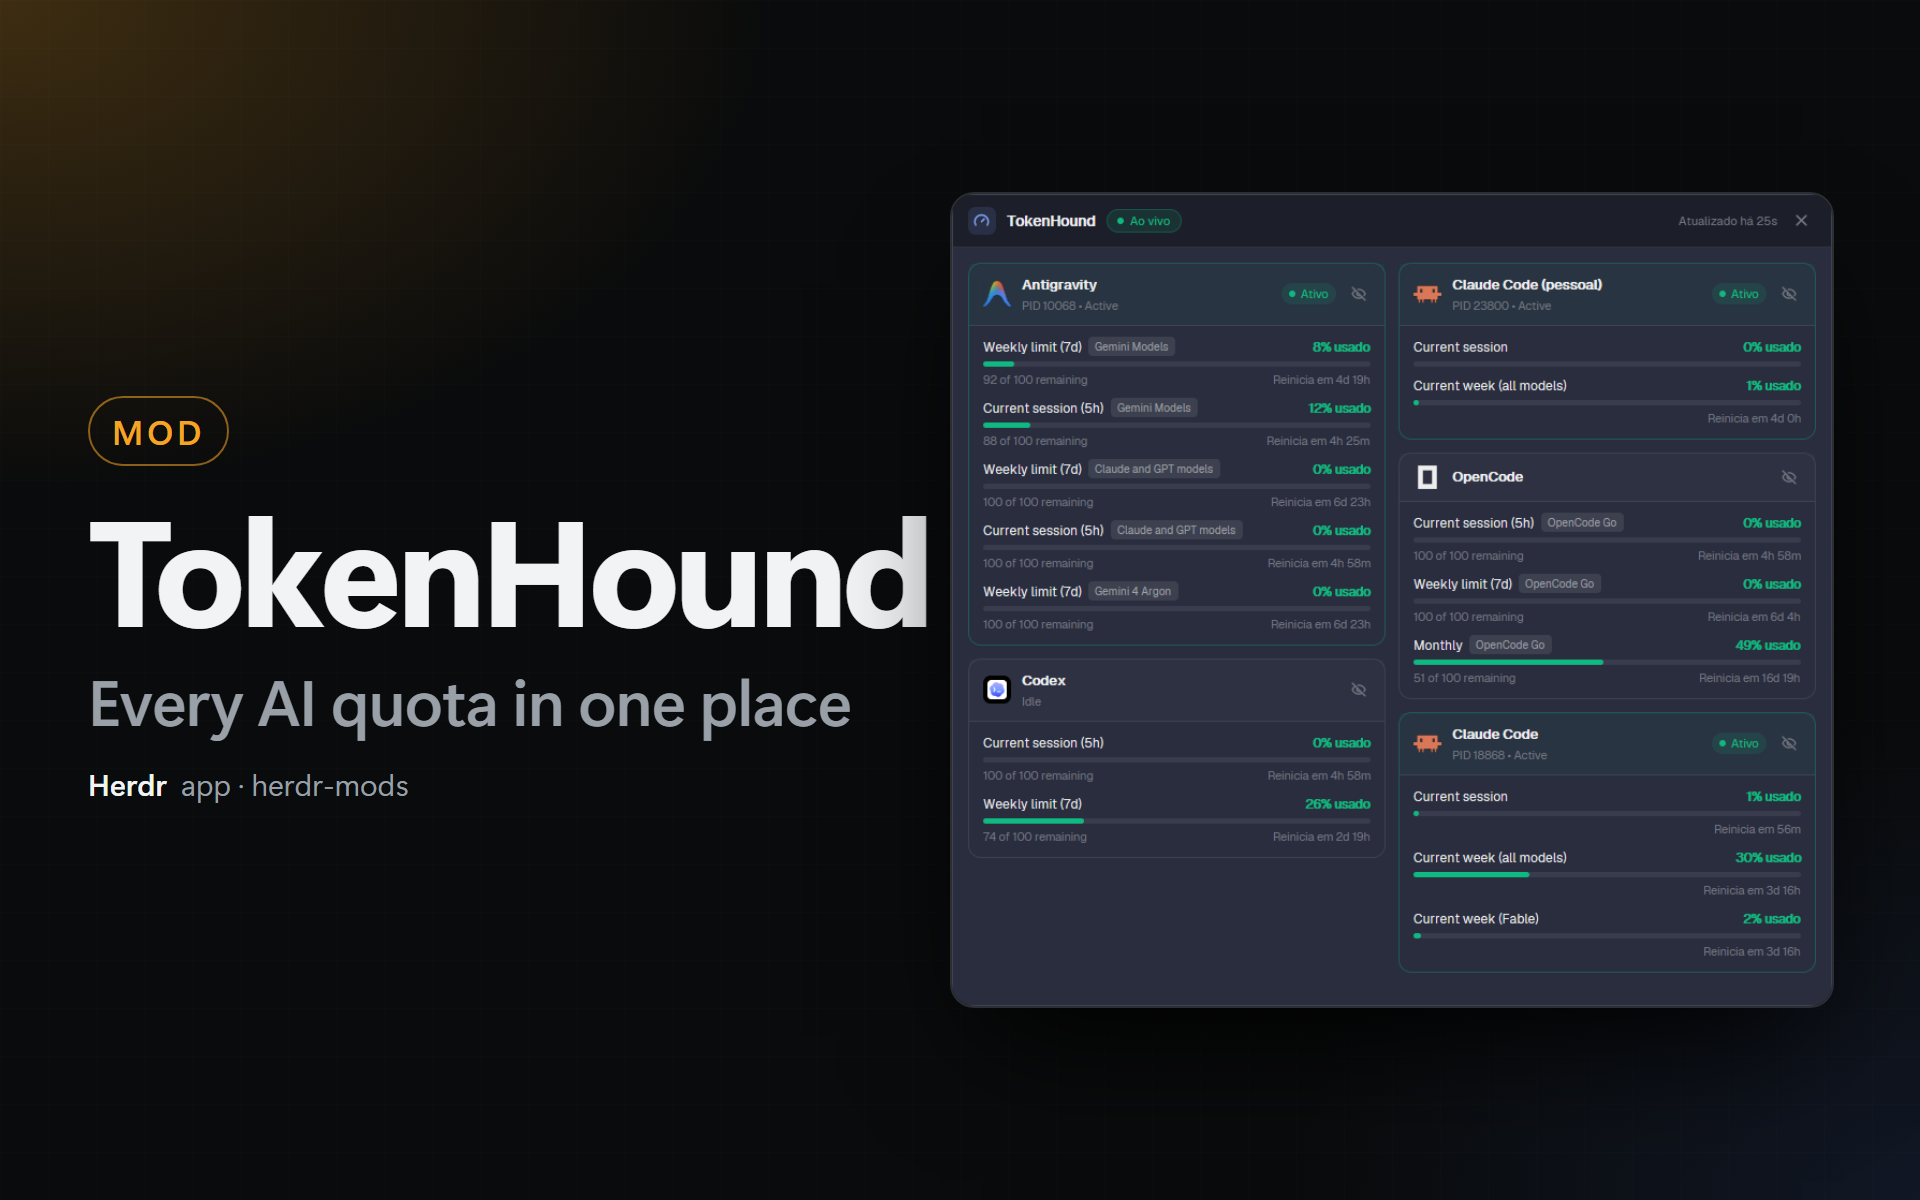 MOD
TokenHound
Every AI quota in one place
Herdr app · herdr-mods
TokenHound
Ao vivo
Atualizado há 25s
Antigravity
PID 10068 • Active
Ativo
Weekly limit (7d) Gemini Models 8% usado
92 of 100 remaining Reinicia em 4d 19h
Current session (5h) Gemini Models 12% usado
88 of 100 remaining Reinicia em 4h 25m
Weekly limit (7d) Claude and GPT models 0% usado
100 of 100 remaining Reinicia em 6d 23h
Current session (5h) Claude and GPT models 0% usado
100 of 100 remaining Reinicia em 4h 58m
Weekly limit (7d) Gemini 4 Argon 0% usado
100 of 100 remaining Reinicia em 6d 23h
Codex
Idle
Current session (5h) 0% usado
100 of 100 remaining Reinicia em 4h 58m
Weekly limit (7d) 26% usado
74 of 100 remaining Reinicia em 2d 19h
Claude Code (pessoal)
PID 23800 • Active
Ativo
Current session 0% usado
Current week (all models) 1% usado
Reinicia em 4d 0h
OpenCode
Current session (5h) OpenCode Go 0% usado
100 of 100 remaining Reinicia em 4h 58m
Weekly limit (7d) OpenCode Go 0% usado
100 of 100 remaining Reinicia em 6d 4h
Monthly OpenCode Go 49% usado
51 of 100 remaining Reinicia em 16d 19h
Claude Code
PID 18868 • Active
Ativo
Current session 1% usado
Reinicia em 56m
Current week (all models) 30% usado
Reinicia em 3d 16h
Current week (Fable) 2% usado
Reinicia em 3d 16h